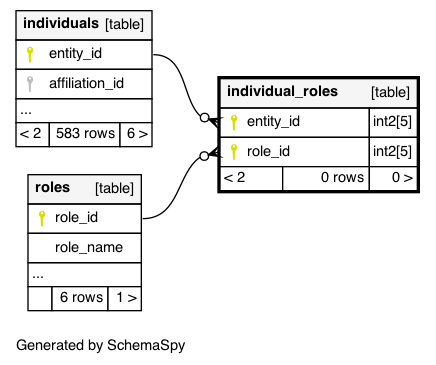 individuals [table]
entity_id
affiliation_id
...
< 2 583 rows 6 >
individual_roles [table]
entity_id int2[5]
role_id int2[5]
< 2 0 rows 0 >
roles [table]
role_id
role_name
...
6 rows 1 >
Generated by SchemaSpy